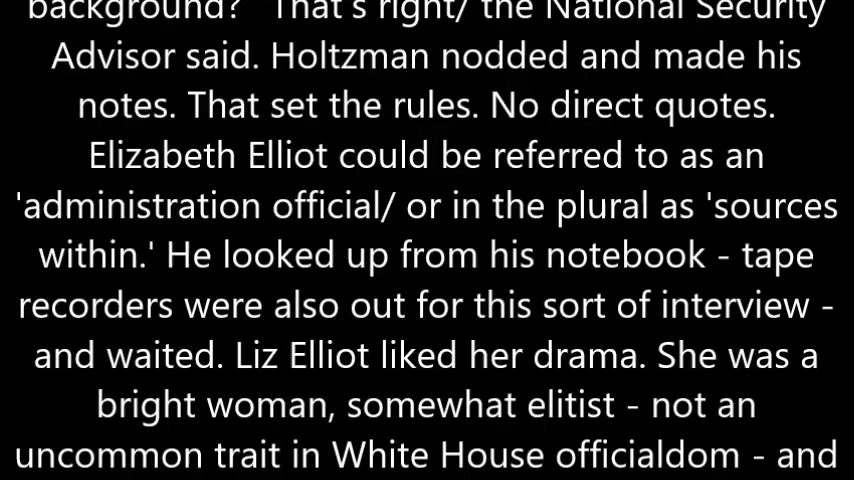 background?" "That's right/ the National Security
Advisor said. Holtzman nodded and made his
notes. That set the rules. No direct quotes.
Elizabeth Elliot could be referred to as an
'administration official/ or in the plural as 'sources
within.' He looked up from his notebook - tape
recorders were also out for this sort of interview -
and waited. Liz Elliot liked her drama. She was a
bright woman, somewhat elitist - not an
uncommon trait in White House officialdom - and